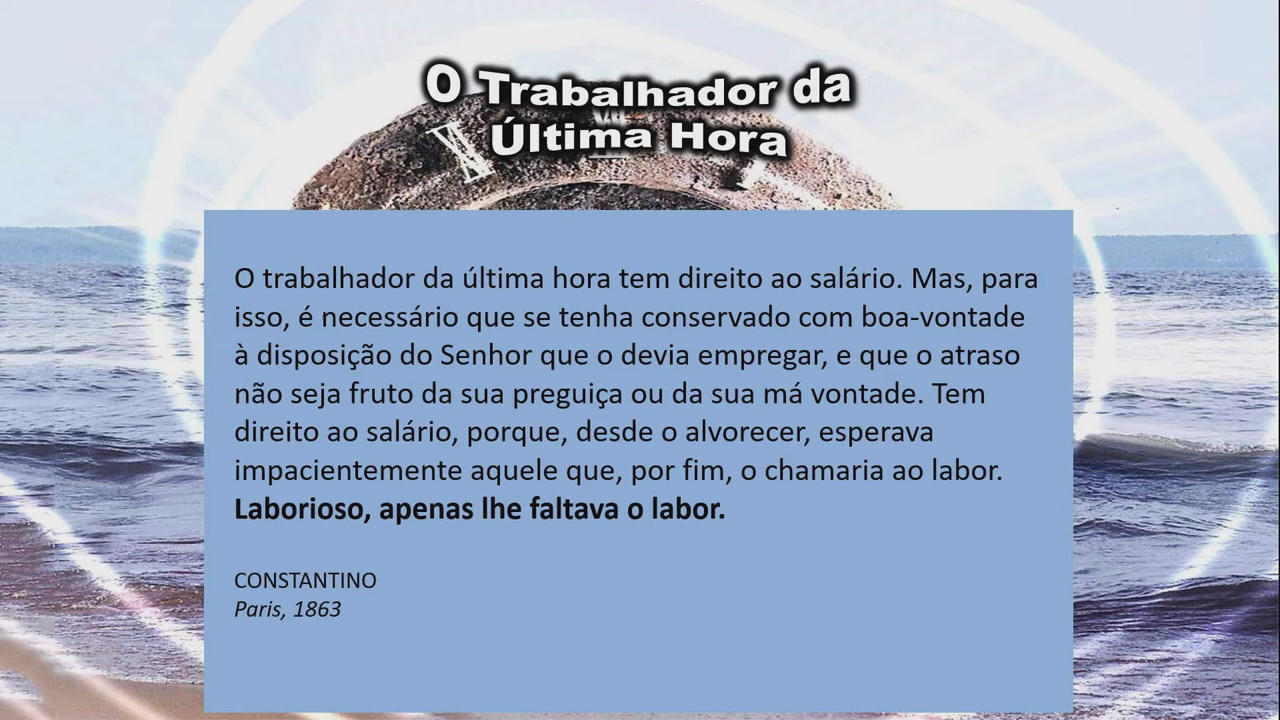 O Trabalhador da
Última Hora
O trabalhador da última hora tem direito ao salário. Mas, para
isso, é necessário que se tenha conservado com boa-vontade
à disposição do Senhor que o devia empregar, e que o atraso
não seja fruto da sua preguiça ou da sua má vontade. Tem
direito ao salário, porque, desde o alvorecer, esperava
impacientemente aquele que, por fim, o chamaria ao labor.
Laborioso, apenas lhe faltava o labor.
CONSTANTINO
Paris, 1863